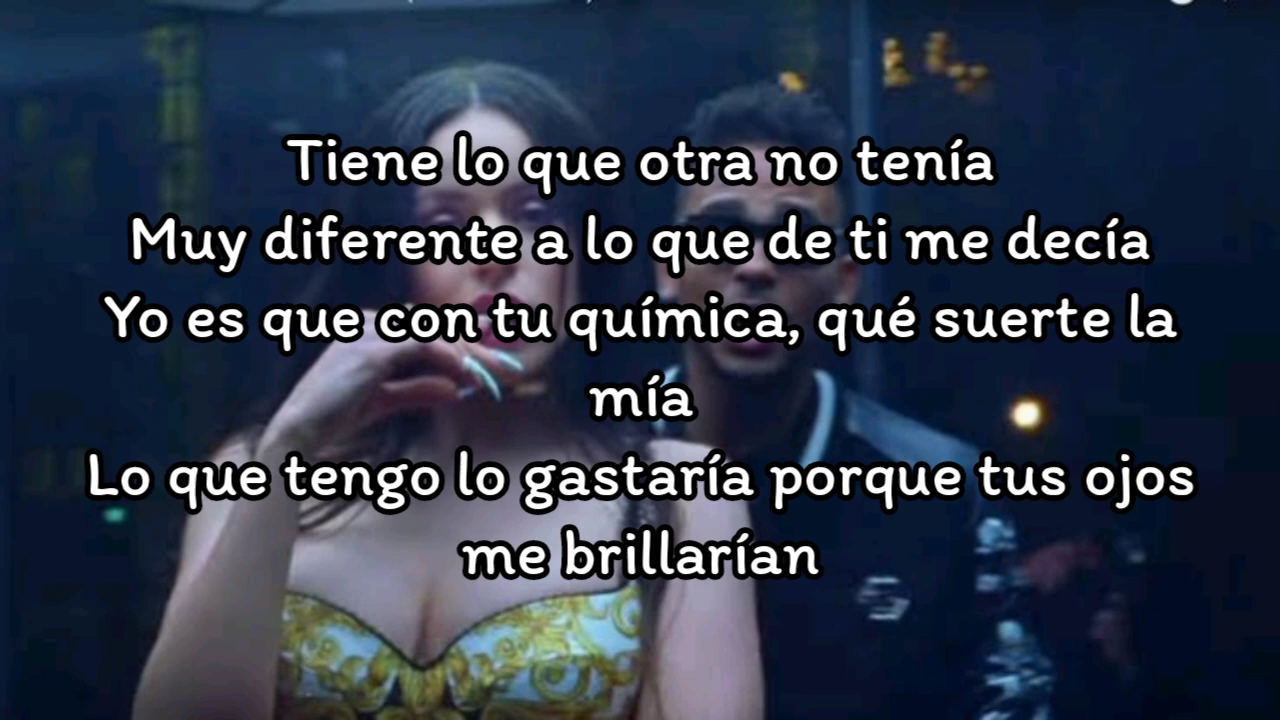 Tiene lo que otra no tenía
Muy diferente a lo que de ti me decía
Yo es que con tu química, qué suerte la
mía
Lo que tengo lo gastaría porque tus ojos
me brillarían